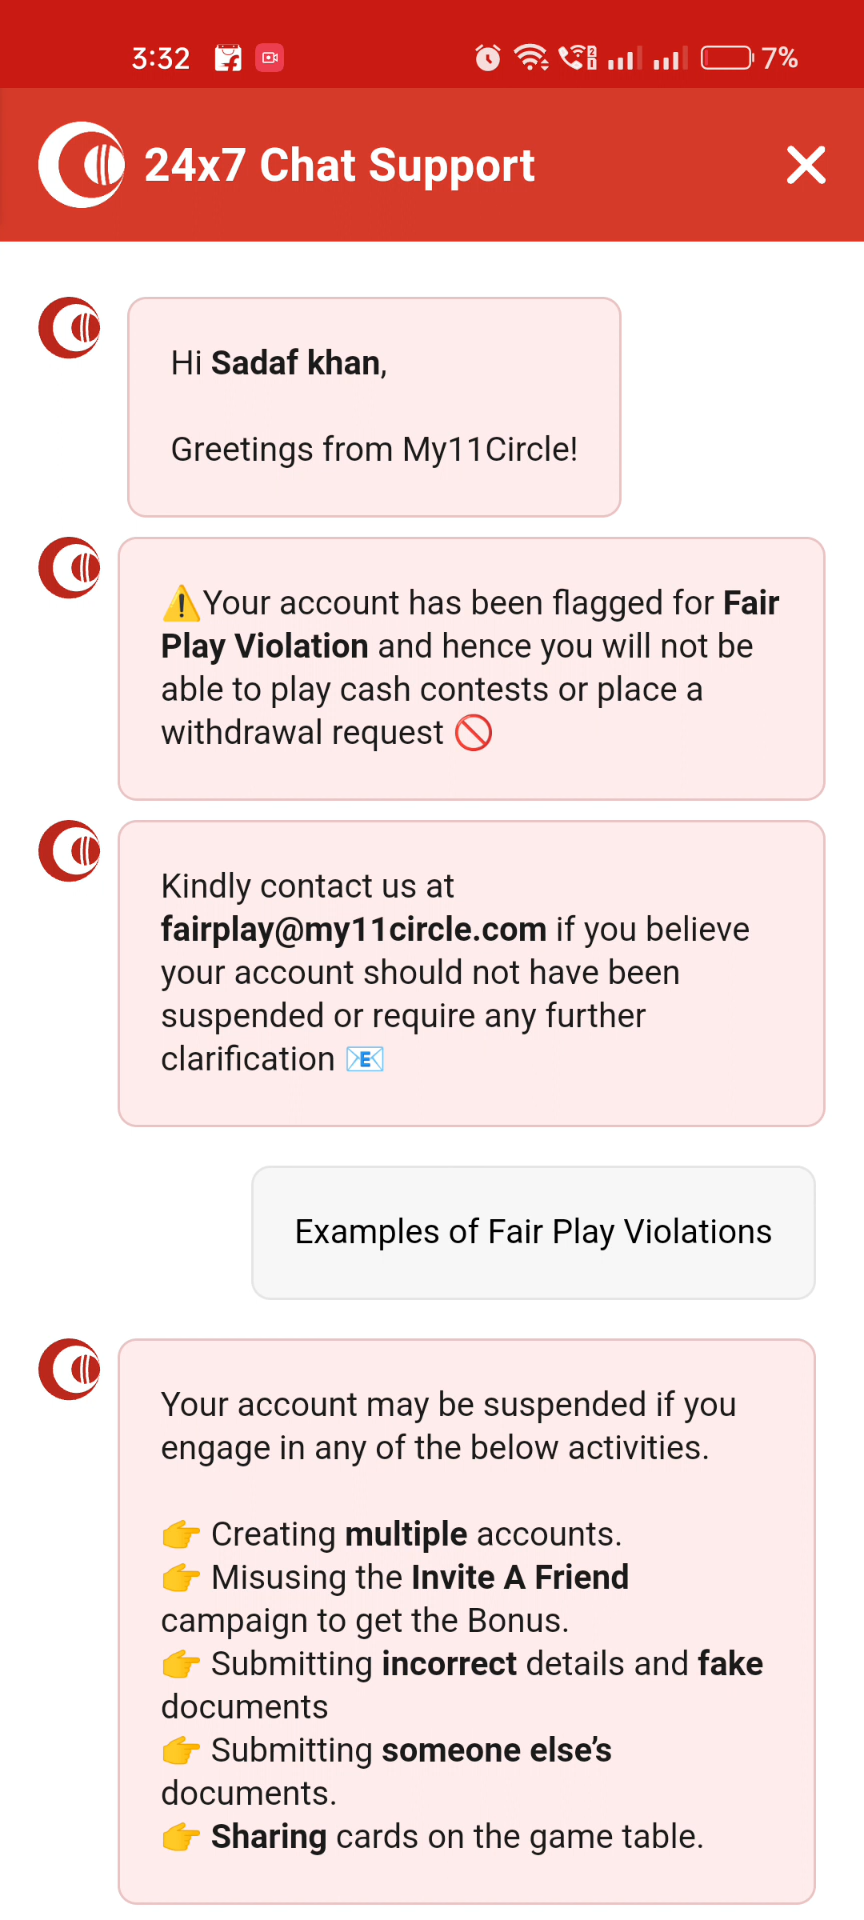 3:32
7%
24x7 Chat Support
Hi Sadaf khan,
Greetings from My11Circle!
⚠️Your account has been flagged for Fair
Play Violation and hence you will not be
able to play cash contests or place a
withdrawal request 🚫
Kindly contact us at
fairplay@my11circle.com if you believe
your account should not have been
suspended or require any further
clarification 📧
Examples of Fair Play Violations
Your account may be suspended if you
engage in any of the below activities.
👉 Creating multiple accounts.
👉 Misusing the Invite A Friend
campaign to get the Bonus.
👉 Submitting incorrect details and fake
documents
👉 Submitting someone else’s
documents.
👉 Sharing cards on the game table.